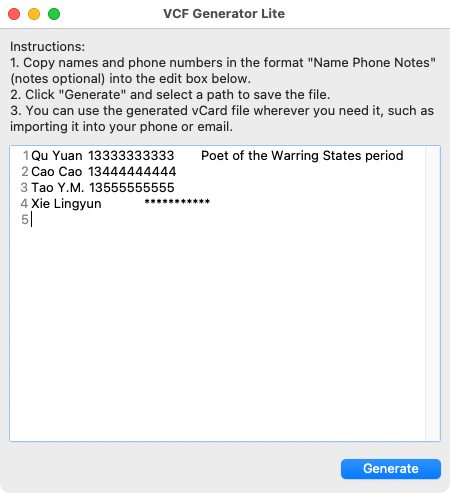 VCF Generator Lite
Instructions:
1. Copy names and phone numbers in the format "Name Phone Notes"
(notes optional) into the edit box below.
2. Click "Generate" and select a path to save the file.
3. You can use the generated vCard file wherever you need it, such as
importing it into your phone or email.
1 Qu Yuan 13333333333 Poet of the Warring States period
2 Cao Cao 13444444444
3 Tao Y.M. 13555555555
4 Xie Lingyun ***********
5
Generate